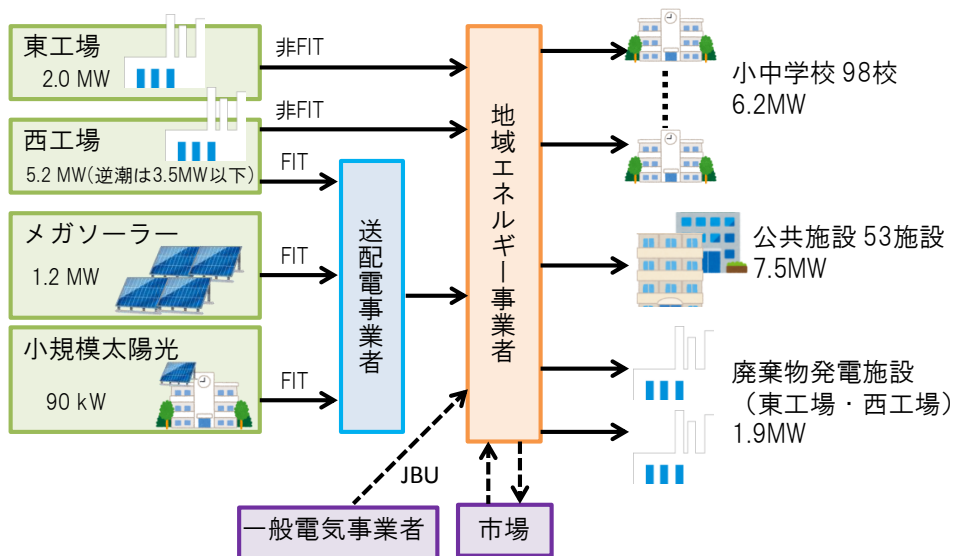 東工場
2.0 MW
非FIT
西工場
5.2 MW(逆潮は3.5MW以下)
非FIT
FIT
メガソーラー
1.2 MW
FIT
小規模太陽光
90 kW
FIT
送配電事業者
地域エネルギー事業者
JBU
一般電気事業者
市場
小中学校 98校
6.2MW
公共施設 53施設
7.5MW
廃棄物発電施設
（東工場・西工場）
1.9MW